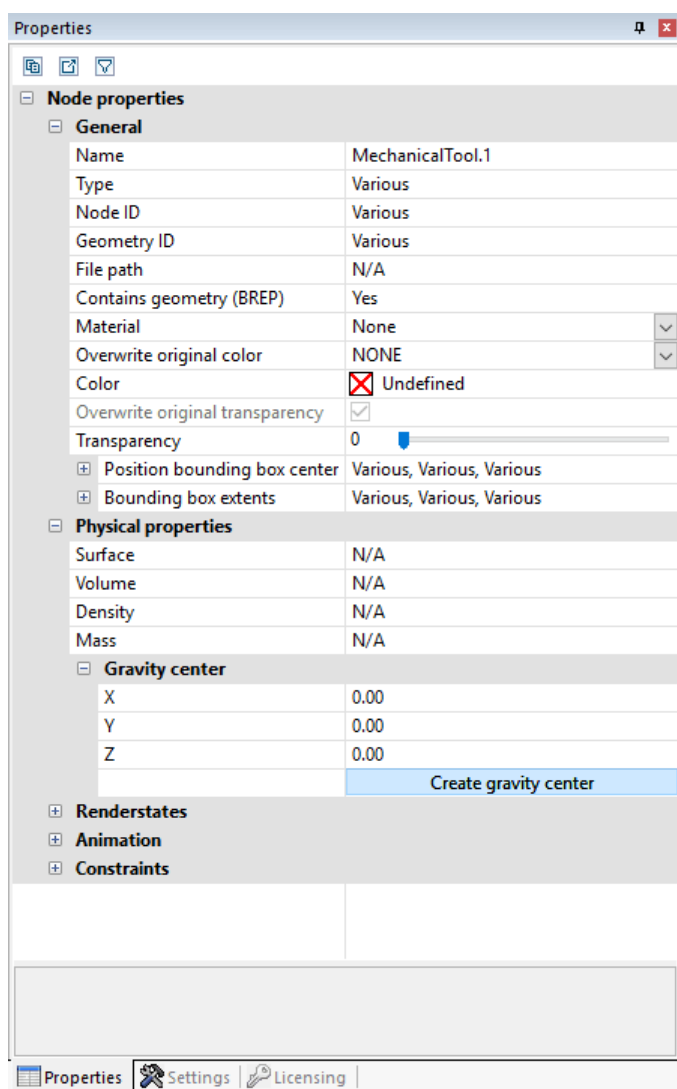 Properties
Node properties
General
Name MechanicalTool.1
Type Various
Node ID Various
Geometry ID Various
File path N/A
Contains geometry (BREP) Yes
Material None
Overwrite original color NONE
Color Undefined
Overwrite original transparency
Transparency 0
Position bounding box center Various, Various, Various
Bounding box extents Various, Various, Various
Physical properties
Surface N/A
Volume N/A
Density N/A
Mass N/A
Gravity center
X 0.00
Y 0.00
Z 0.00
Create gravity center
Renderstates
Animation
Constraints
Properties Settings Licensing